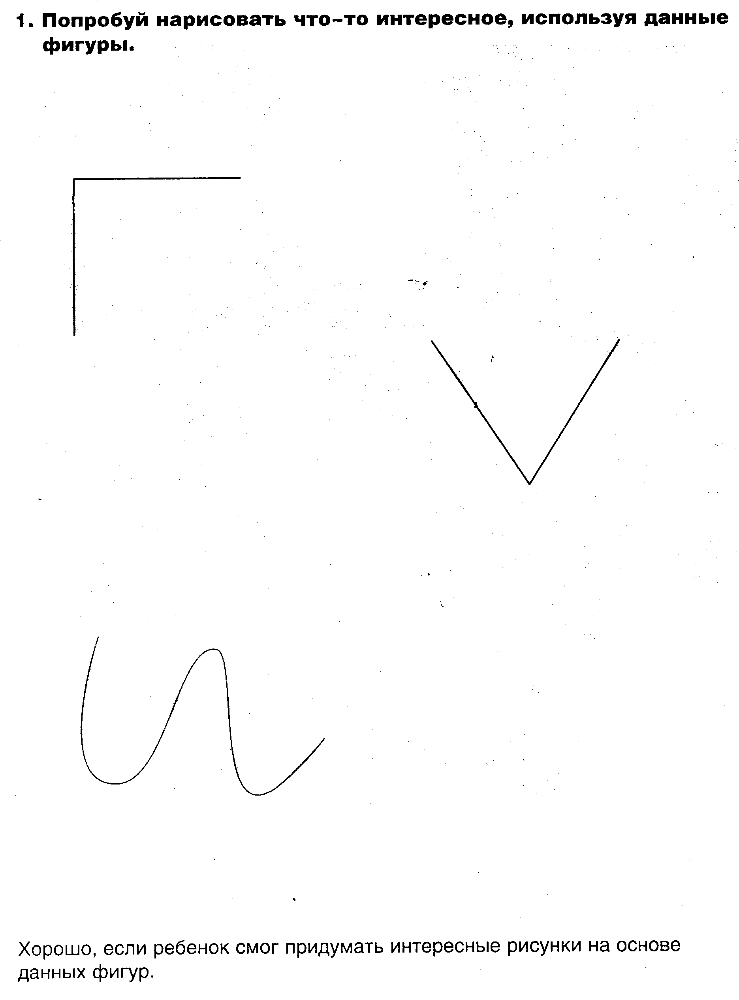 1. Попробуй нарисовать что-то интересное, используя данные
фигуры.
Хорошо, если ребенок смог придумать интересные рисунки на основе
данных фигур.